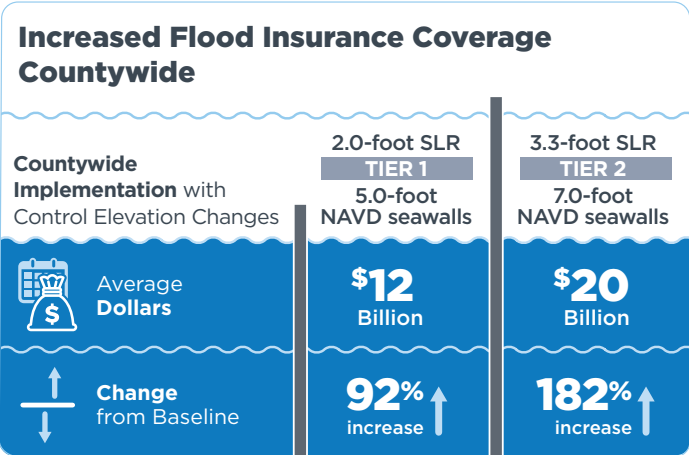 Increased Flood Insurance Coverage
Countywide
Countywide
Implementation with
Control Elevation Changes
2.0-foot SLR
TIER 1
5.0-foot
NAVD seawalls
3.3-foot SLR
TIER 2
7.0-foot
NAVD seawalls
$
Average
Dollars
$12
Billion
$20
Billion
Change
from Baseline
92%
increase
182%
increase